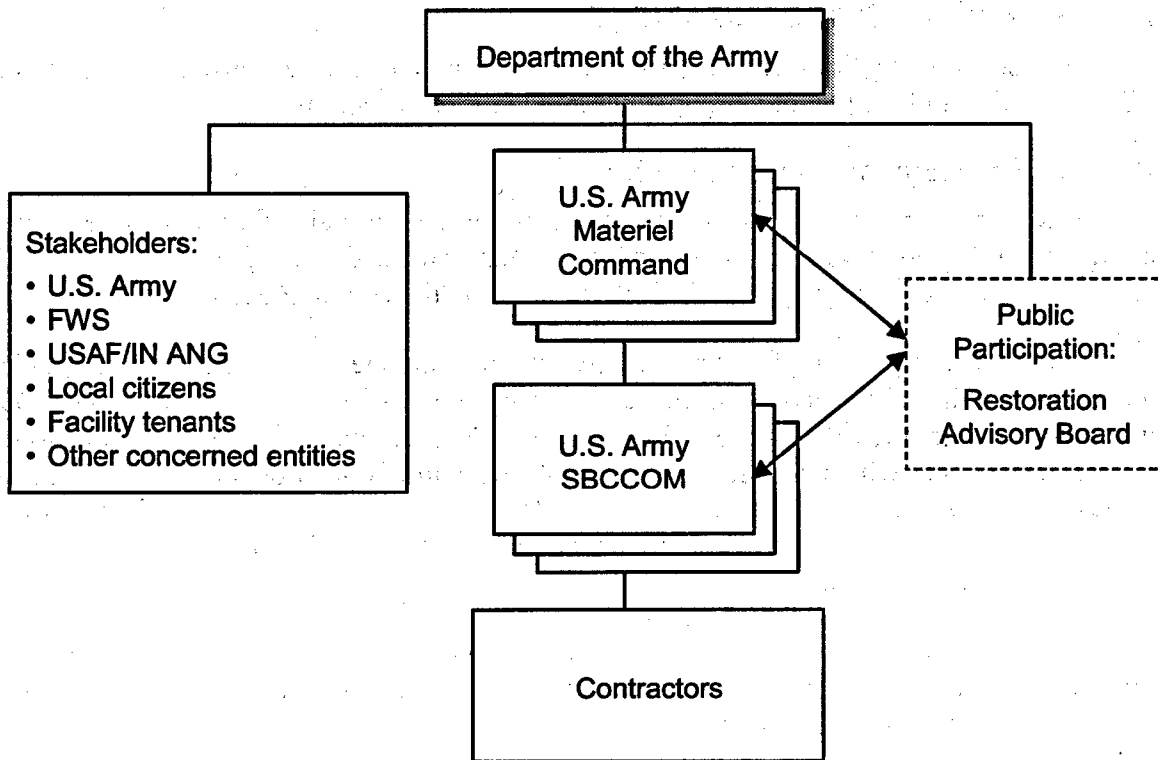 Department of the Army
Stakeholders:
• U.S. Army
• FWS
• USAF/IN ANG
• Local citizens
• Facility tenants
• Other concerned entities
U.S. Army
Materiel
Command
U.S. Army
SBCCOM
Public
Participation:
Restoration
Advisory Board
Contractors